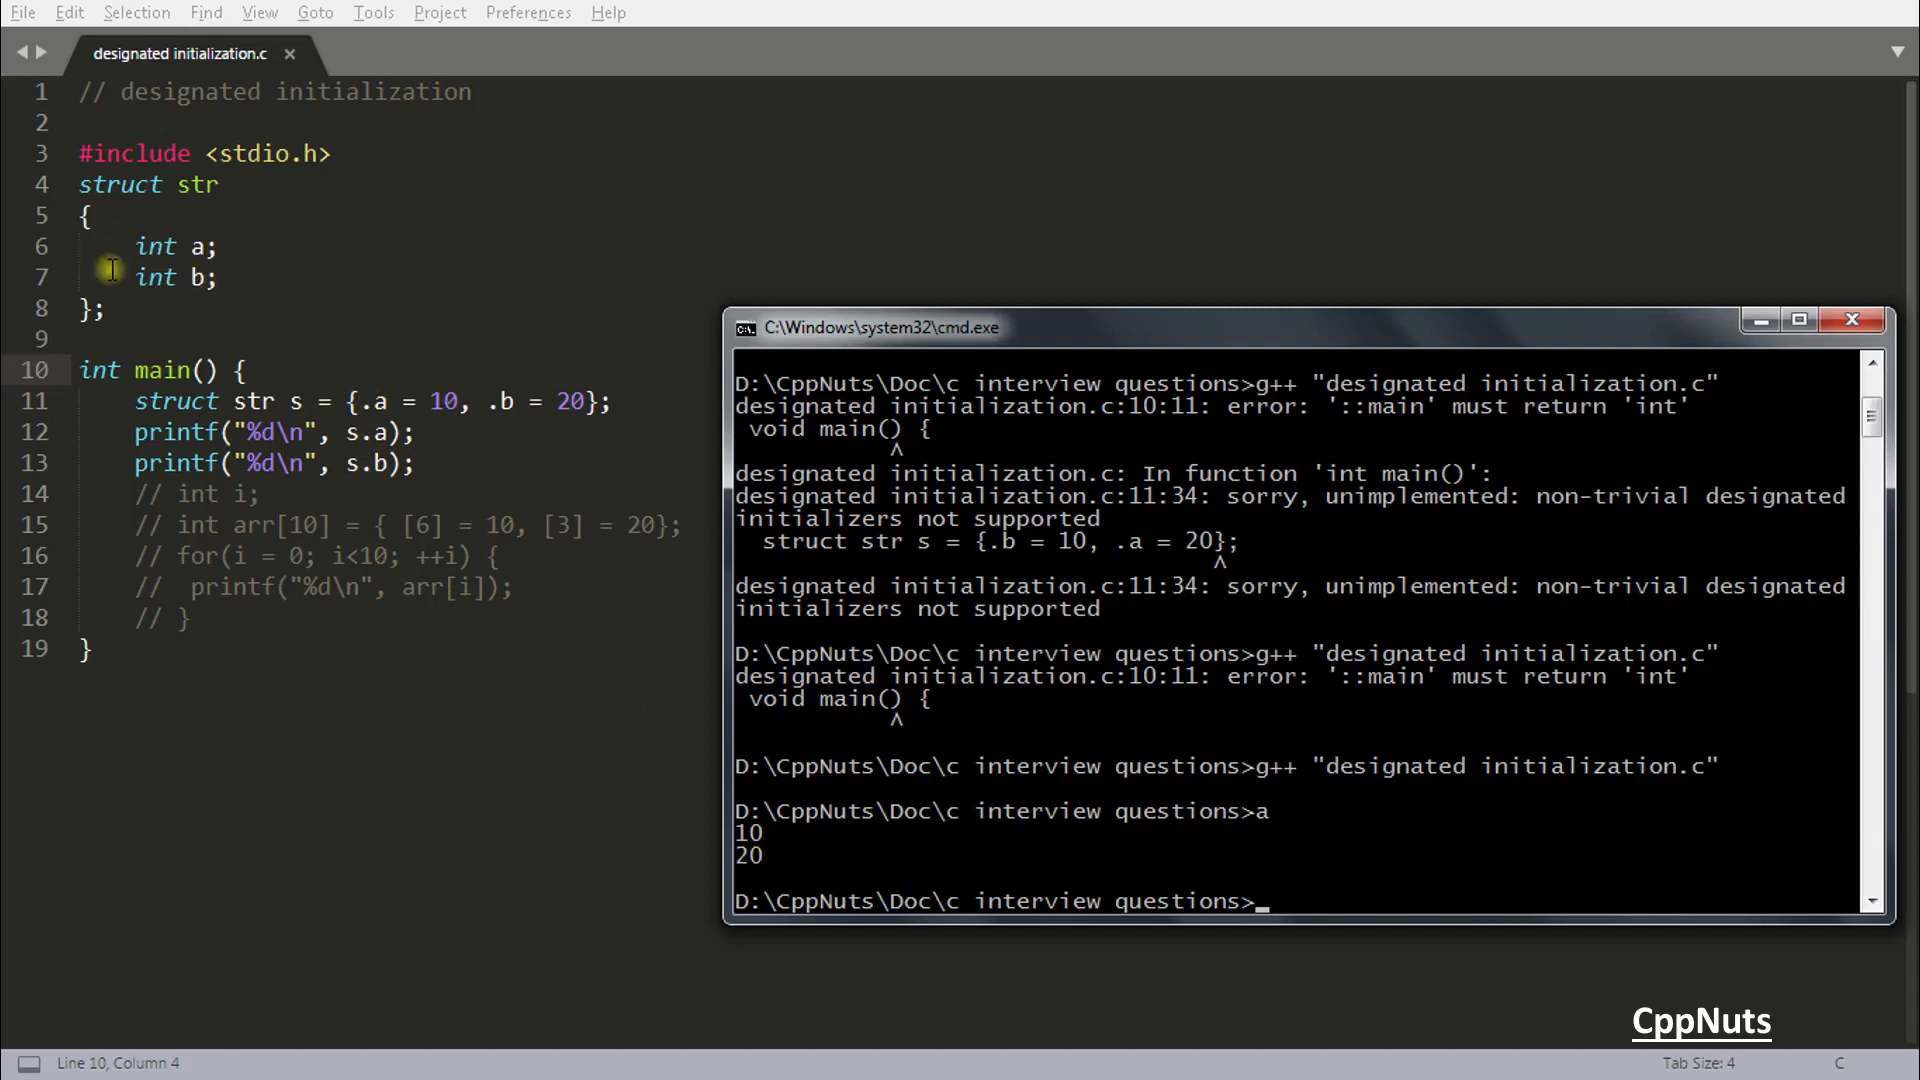 File Edit Selection Find View Goto Tools Project Preferences Help
designated initialization.c ×
1 // designated initialization
2
3 #include <stdio.h>
4 struct str
5 {
6 int a;
7 int b;
8 };
9
10 int main() {
11 struct str s = {.a = 10, .b = 20};
12 printf("%d\n", s.a);
13 printf("%d\n", s.b);
14 // int i;
15 // int arr[10] = { [6] = 10, [3] = 20};
16 // for(i = 0; i<10; ++i) {
17 //  printf("%d\n", arr[i]);
18 // }
19 }
C:\Windows\system32\cmd.exe
D:\CppNuts\Doc\c interview questions>g++ "designated initialization.c"
designated initialization.c:10:11: error: '::main' must return 'int'
void main() {
^
designated initialization.c: In function 'int main()':
designated initialization.c:11:34: sorry, unimplemented: non-trivial designated
initializers not supported
struct str s = {.b = 10, .a = 20};
^
designated initialization.c:11:34: sorry, unimplemented: non-trivial designated
initializers not supported
D:\CppNuts\Doc\c interview questions>g++ "designated initialization.c"
designated initialization.c:10:11: error: '::main' must return 'int'
void main() {
^
D:\CppNuts\Doc\c interview questions>g++ "designated initialization.c"
D:\CppNuts\Doc\c interview questions>a
10
20
D:\CppNuts\Doc\c interview questions>_
CppNuts
Line 10, Column 4 Tab Size: 4 C